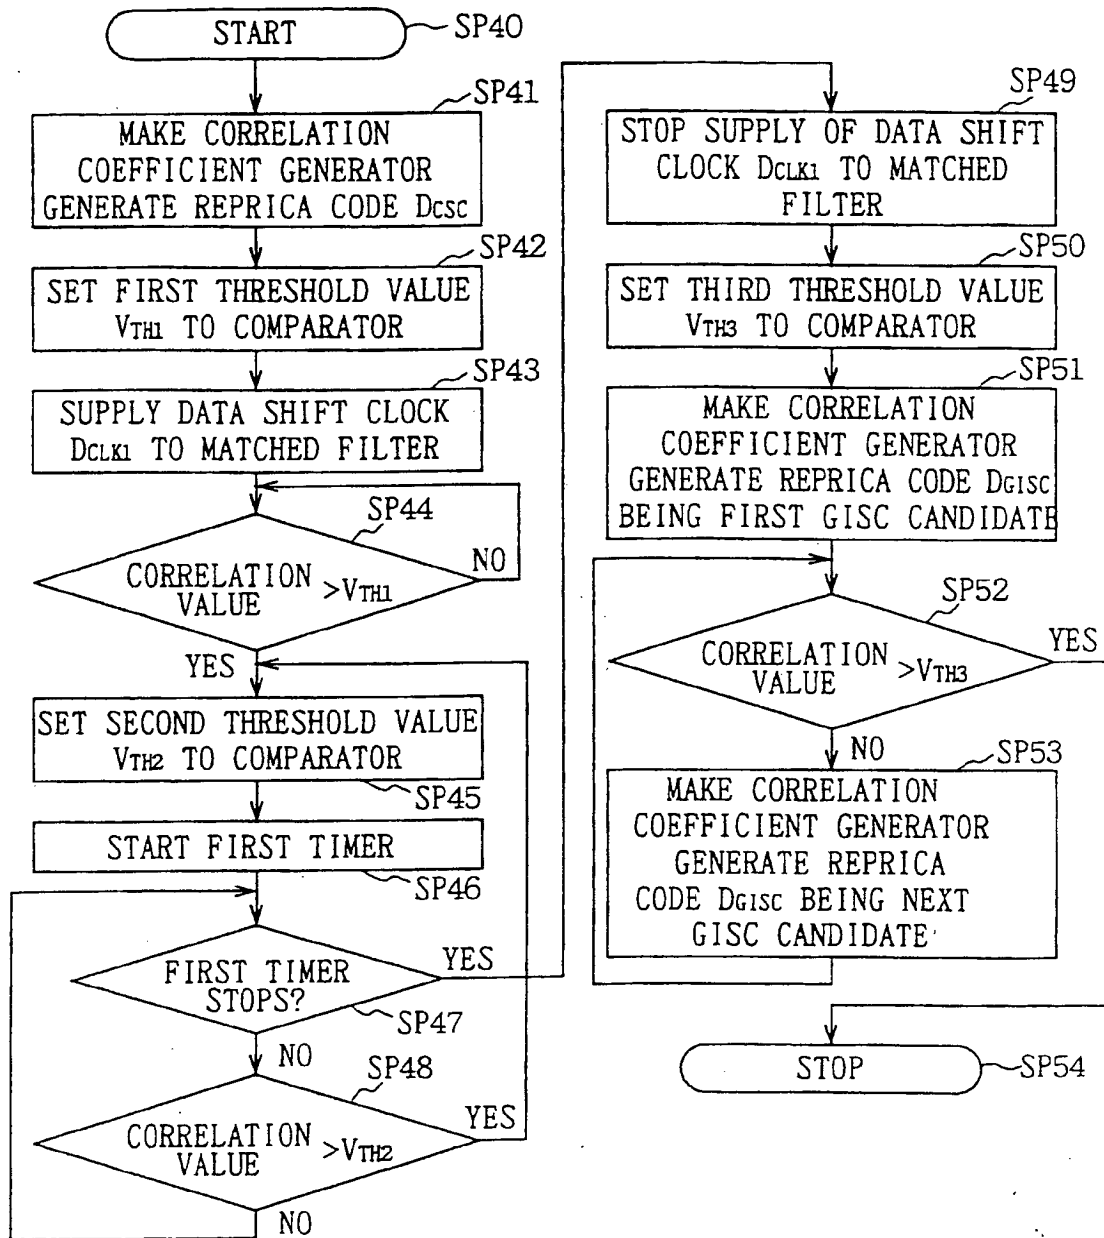 START
SP40
SP41
MAKE CORRELATION
COEFFICIENT GENERATOR
GENERATE REPRICA CODE DCSC
SP42
SET FIRST THRESHOLD VALUE
VTH1 TO COMPARATOR
SP43
SUPPLY DATA SHIFT CLOCK
DCLK1 TO MATCHED FILTER
SP44
CORRELATION
VALUE
>VTH1
NO
YES
SET SECOND THRESHOLD VALUE
VTH2 TO COMPARATOR
SP45
START FIRST TIMER
SP46
FIRST TIMER
STOPS?
YES
SP47
NO
SP48
CORRELATION
VALUE
>VTH2
YES
NO
SP49
STOP SUPPLY OF DATA SHIFT
CLOCK DCLK1 TO MATCHED
FILTER
SP50
SET THIRD THRESHOLD VALUE
VTH3 TO COMPARATOR
SP51
MAKE CORRELATION
COEFFICIENT GENERATOR
GENERATE REPRICA CODE DGISC
BEING FIRST GISC CANDIDATE
SP52
CORRELATION
VALUE
>VTH3
YES
NO
SP53
MAKE CORRELATION
COEFFICIENT GENERATOR
GENERATE REPRICA
CODE DGISC BEING NEXT
GISC CANDIDATE
STOP
SP54